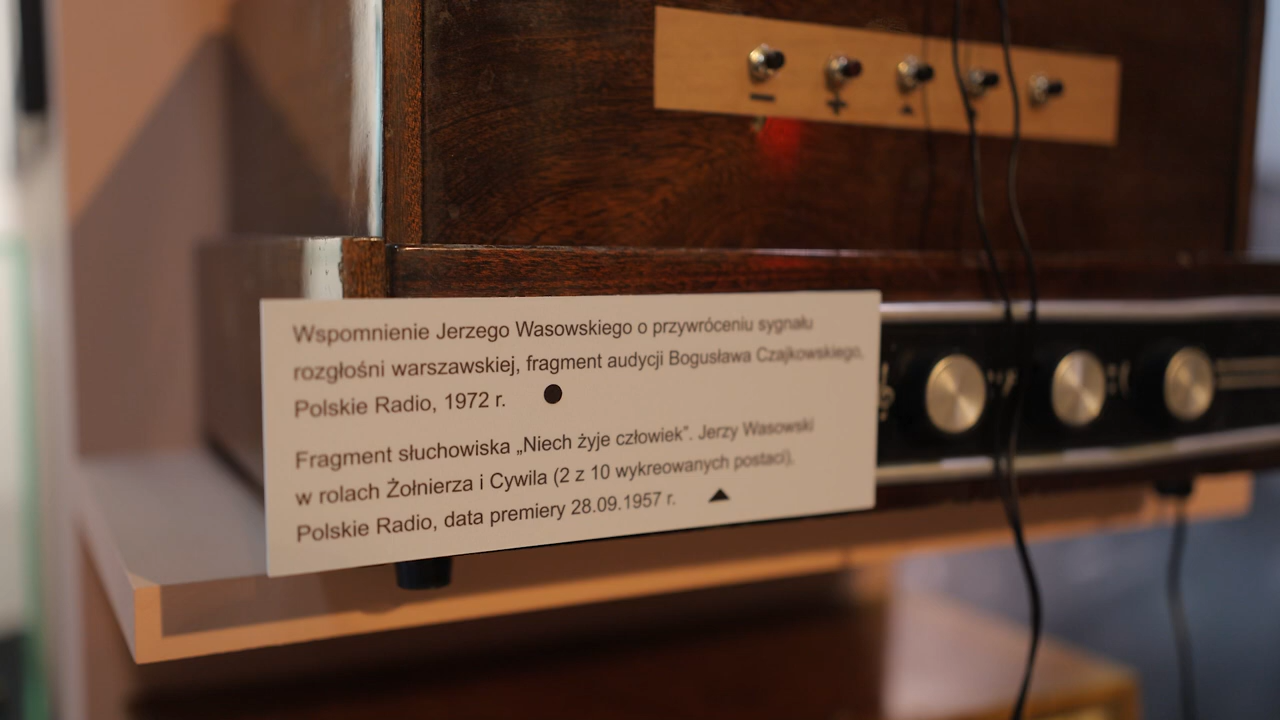 Wspomnienie Jerzego Wasowskiego o przywróceniu sygnału
rozgłośni warszawskiej, fragment audycji Bogusława Czajkowskiego,
Polskie Radio, 1972 r. ●
Fragment słuchowiska „Niech żyje człowiek”. Jerzy Wasowski
w rolach Żołnierza i Cywila (2 z 10 wykreowanych postaci),
Polskie Radio, data premiery 28.09.1957 r. ▲